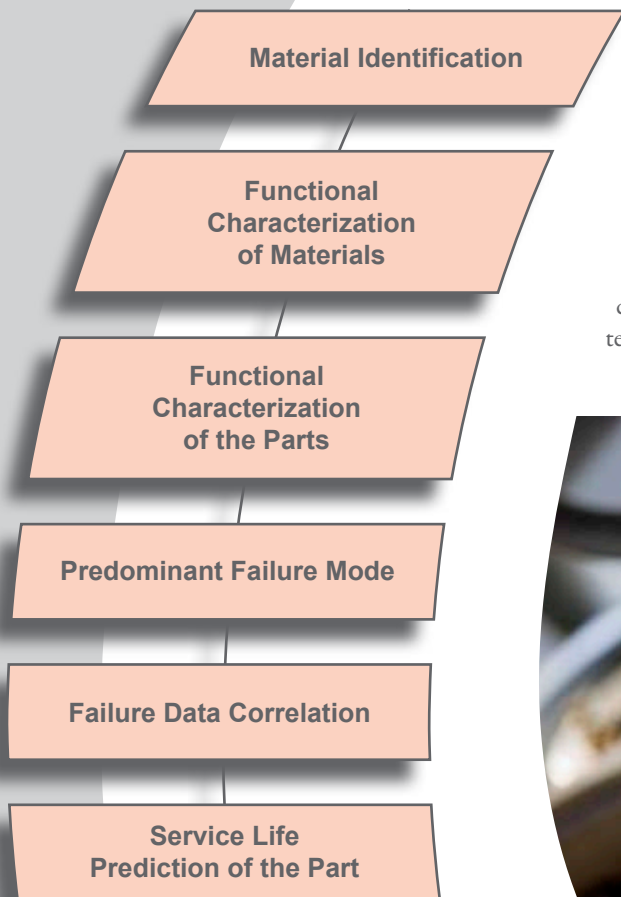 Material Identification
Functional
Characterization
of Materials
Functional
Characterization
of the Parts
Predominant Failure Mode
Failure Data Correlation
Service Life
Prediction of the Part